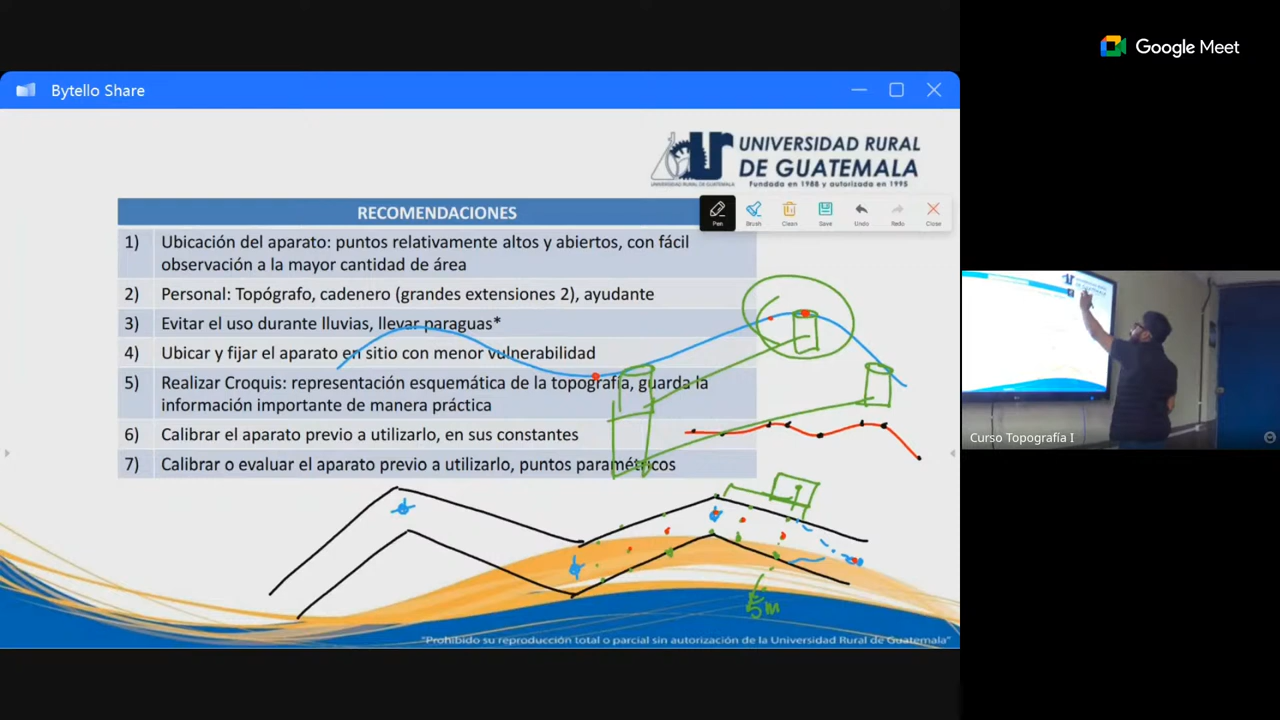 Google Meet
Bytello Share
UNIVERSIDAD RURAL
DE GUATEMALA
Fundada en 1988 y autorizada en 1995
UNIVERSIDAD RURAL DE GUATEMALA
Pen Brush Clean Save Undo Redo Close
RECOMENDACIONES
1) Ubicación del aparato: puntos relativamente altos y abiertos, con fácil
observación a la mayor cantidad de área
2) Personal: Topógrafo, cadenero (grandes extensiones 2), ayudante
3) Evitar el uso durante lluvias, llevar paraguas*
4) Ubicar y fijar el aparato en sitio con menor vulnerabilidad
5) Realizar Croquis: representación esquemática de la topografía, guarda la
información importante de manera práctica
6) Calibrar el aparato previo a utilizarlo, en sus constantes
7) Calibrar o evaluar el aparato previo a utilizarlo, puntos paramétricos
5m
"Prohibido su reproducción total o parcial sin autorización de la Universidad Rural de Guatemala"
Curso Topografía I